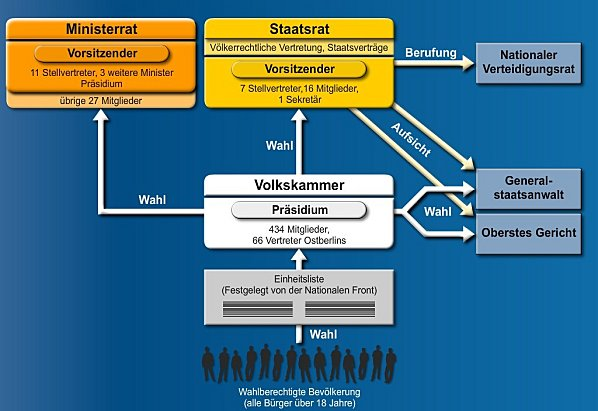 Ministerrat
Vorsitzender
11 Stellvertreter, 3 weitere Minister
Präsidium
übrige 27 Mitglieder
Staatsrat
Völkerrechtliche Vertretung, Staatsverträge
Vorsitzender
7 Stellvertreter,16 Mitglieder,
1 Sekretär
Berufung
Nationaler
Verteidigungsrat
Aufsicht
Wahl
Wahl
Volkskammer
Präsidium
434 Mitglieder,
66 Vertreter Ostberlins
Wahl
General-
staatsanwalt
Oberstes Gericht
Einheitsliste
(Festgelegt von der Nationalen Front)
Wahl
Wahlberechtigte Bevölkerung
(alle Bürger über 18 Jahre)